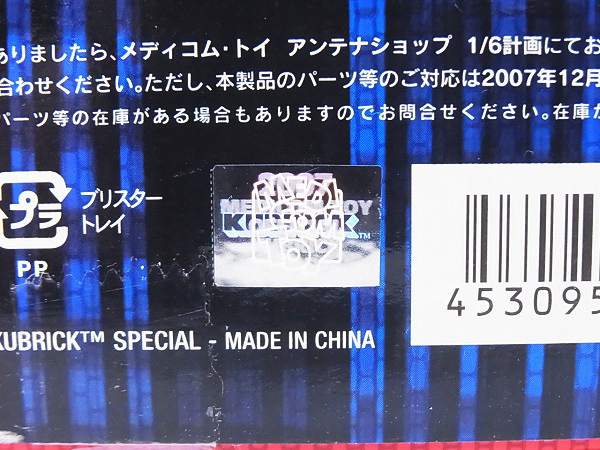 ありましたら、メディコム・トイ アンテナショップ 1/6計画にてお
合わせください。ただし、本製品のパーツ等のご対応は2007年12月
パーツ等の在庫がある場合もありますのでお問合せください。在庫が
プラ
ブリスター
トレイ
PP
MEDICOM TOY
KUBRICK™
453095
KUBRICK™ SPECIAL - MADE IN CHINA